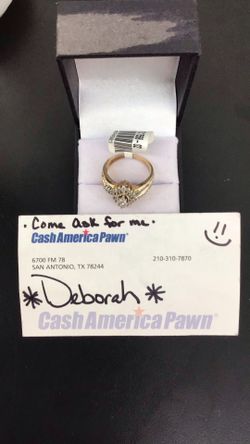 • Come ask for me •
Cash America Pawn®
6700 FM 78
SAN ANTONIO, TX 78244
210-310-7870
*Deborah*
Cash America Pawn®